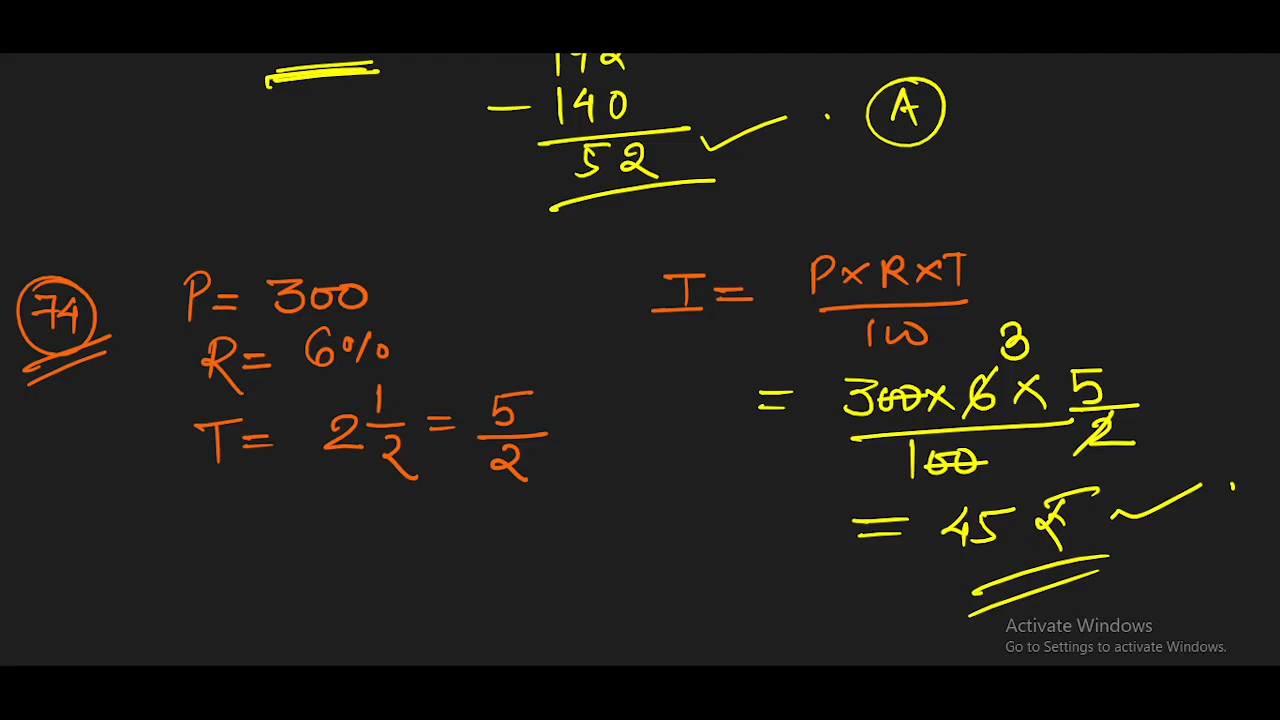 192
- 140
52
A
74
P = 300
R = 6%
T = 2 1/2 = 5/2
I = P×R×T / 100
= 300 × 6 × 5/2 / 100
3
= 45 ₹
Activate Windows
Go to Settings to activate Windows.